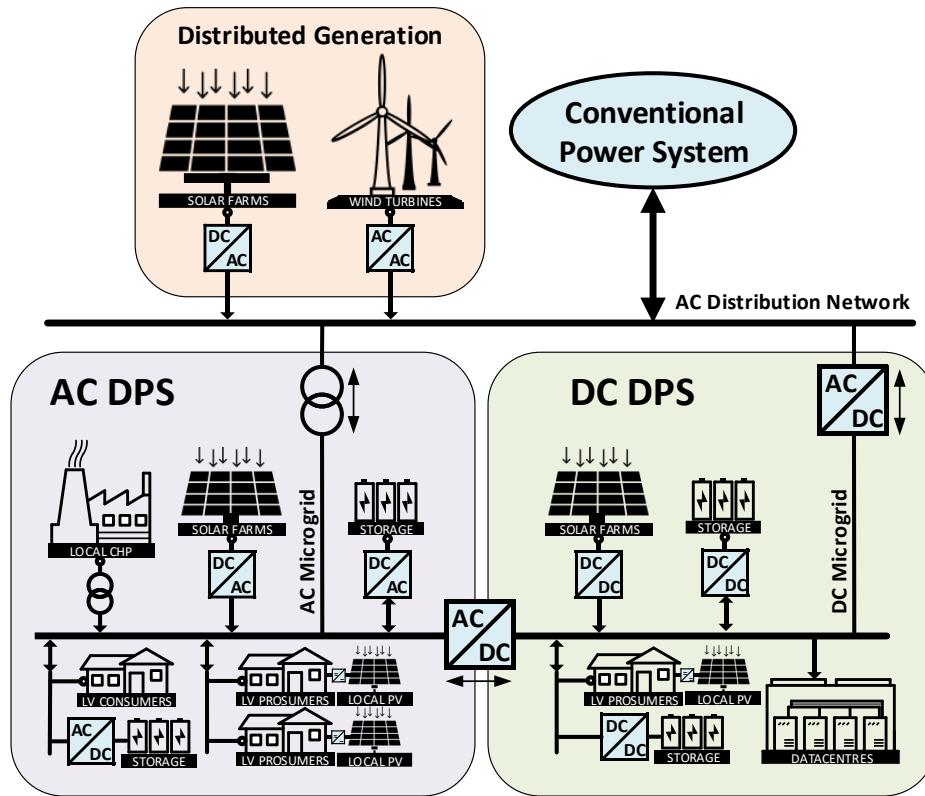 Distributed Generation
SOLAR FARMS
WIND TURBINES
DC
AC
AC
AC
Conventional
Power System
AC Distribution Network
AC DPS
LOCAL CHP
SOLAR FARMS
DC
AC
AC Microgrid
STORAGE
DC
AC
LV CONSUMERS
AC
DC
STORAGE
LV PROSUMERS
LOCAL PV
LV PROSUMERS
LOCAL PV
AC
DC
DC DPS
AC
DC
SOLAR FARMS
DC
DC
STORAGE
DC
DC
DC Microgrid
LV PROSUMERS
LOCAL PV
DC
DC
STORAGE
DATACENTRES